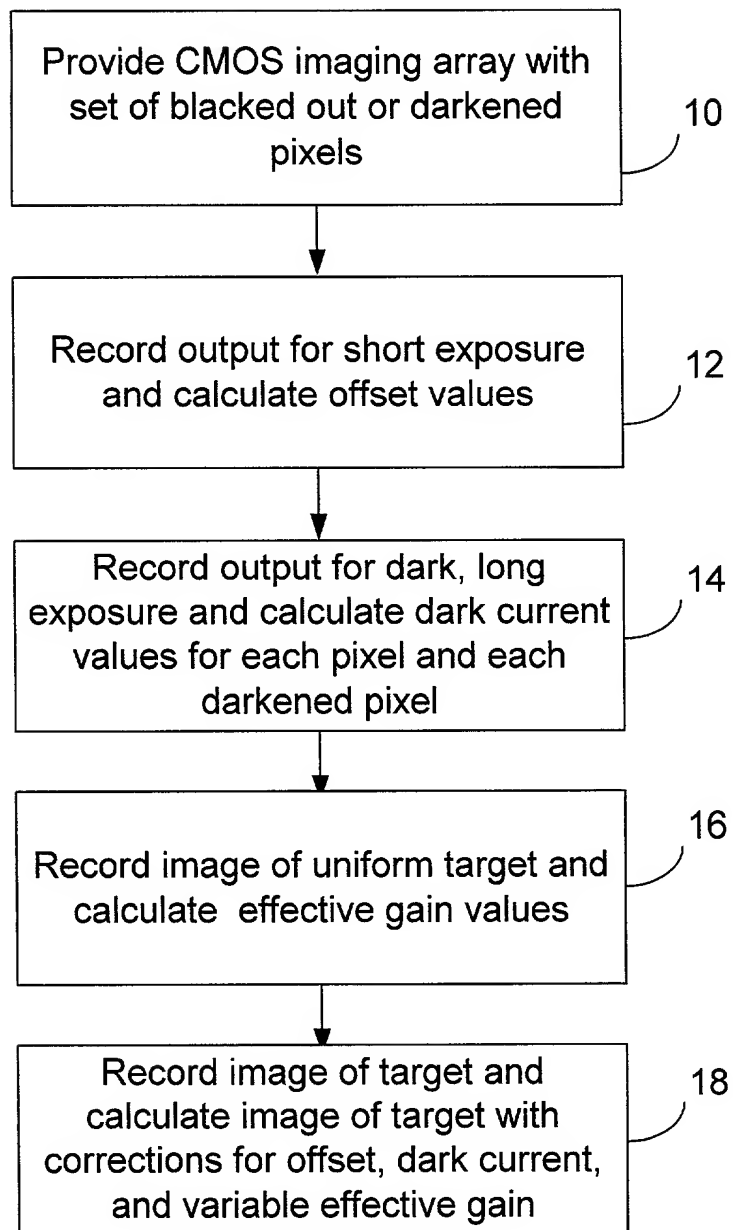 Provide CMOS imaging array with
set of blacked out or darkened
pixels
10
Record output for short exposure
and calculate offset values
12
Record output for dark, long
exposure and calculate dark current
values for each pixel and each
darkened pixel
14
Record image of uniform target and
calculate effective gain values
16
Record image of target and
calculate image of target with
corrections for offset, dark current,
and variable effective gain
18